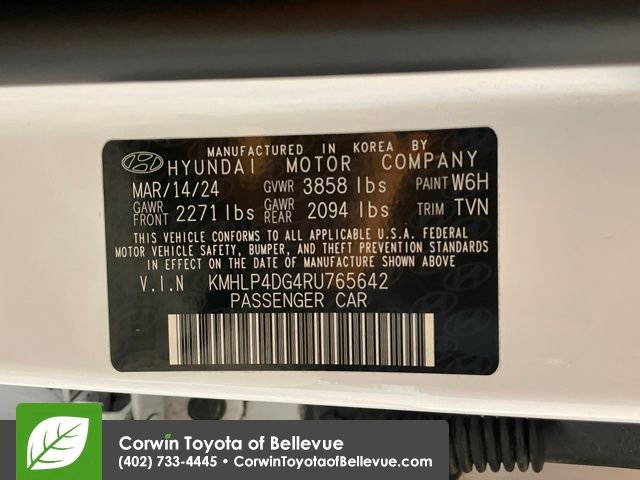 MANUFACTURED IN KOREA BY
HYUNDAI MOTOR COMPANY
MAR/14/24 GVWR 3858 lbs PAINT W6H
GAWR FRONT 2271 lbs GAWR REAR 2094 lbs TRIM TVN
THIS VEHICLE CONFORMS TO ALL APPLICABLE U.S.A. FEDERAL
MOTOR VEHICLE SAFETY, BUMPER, AND THEFT PREVENTION STANDARDS
IN EFFECT ON THE DATE OF MANUFACTURE SHOWN ABOVE
V.I.N KMHLP4DG4RU765642
PASSENGER CAR
Corwin Toyota of Bellevue
(402) 733-4445 • CorwinToyotaofBellevue.com